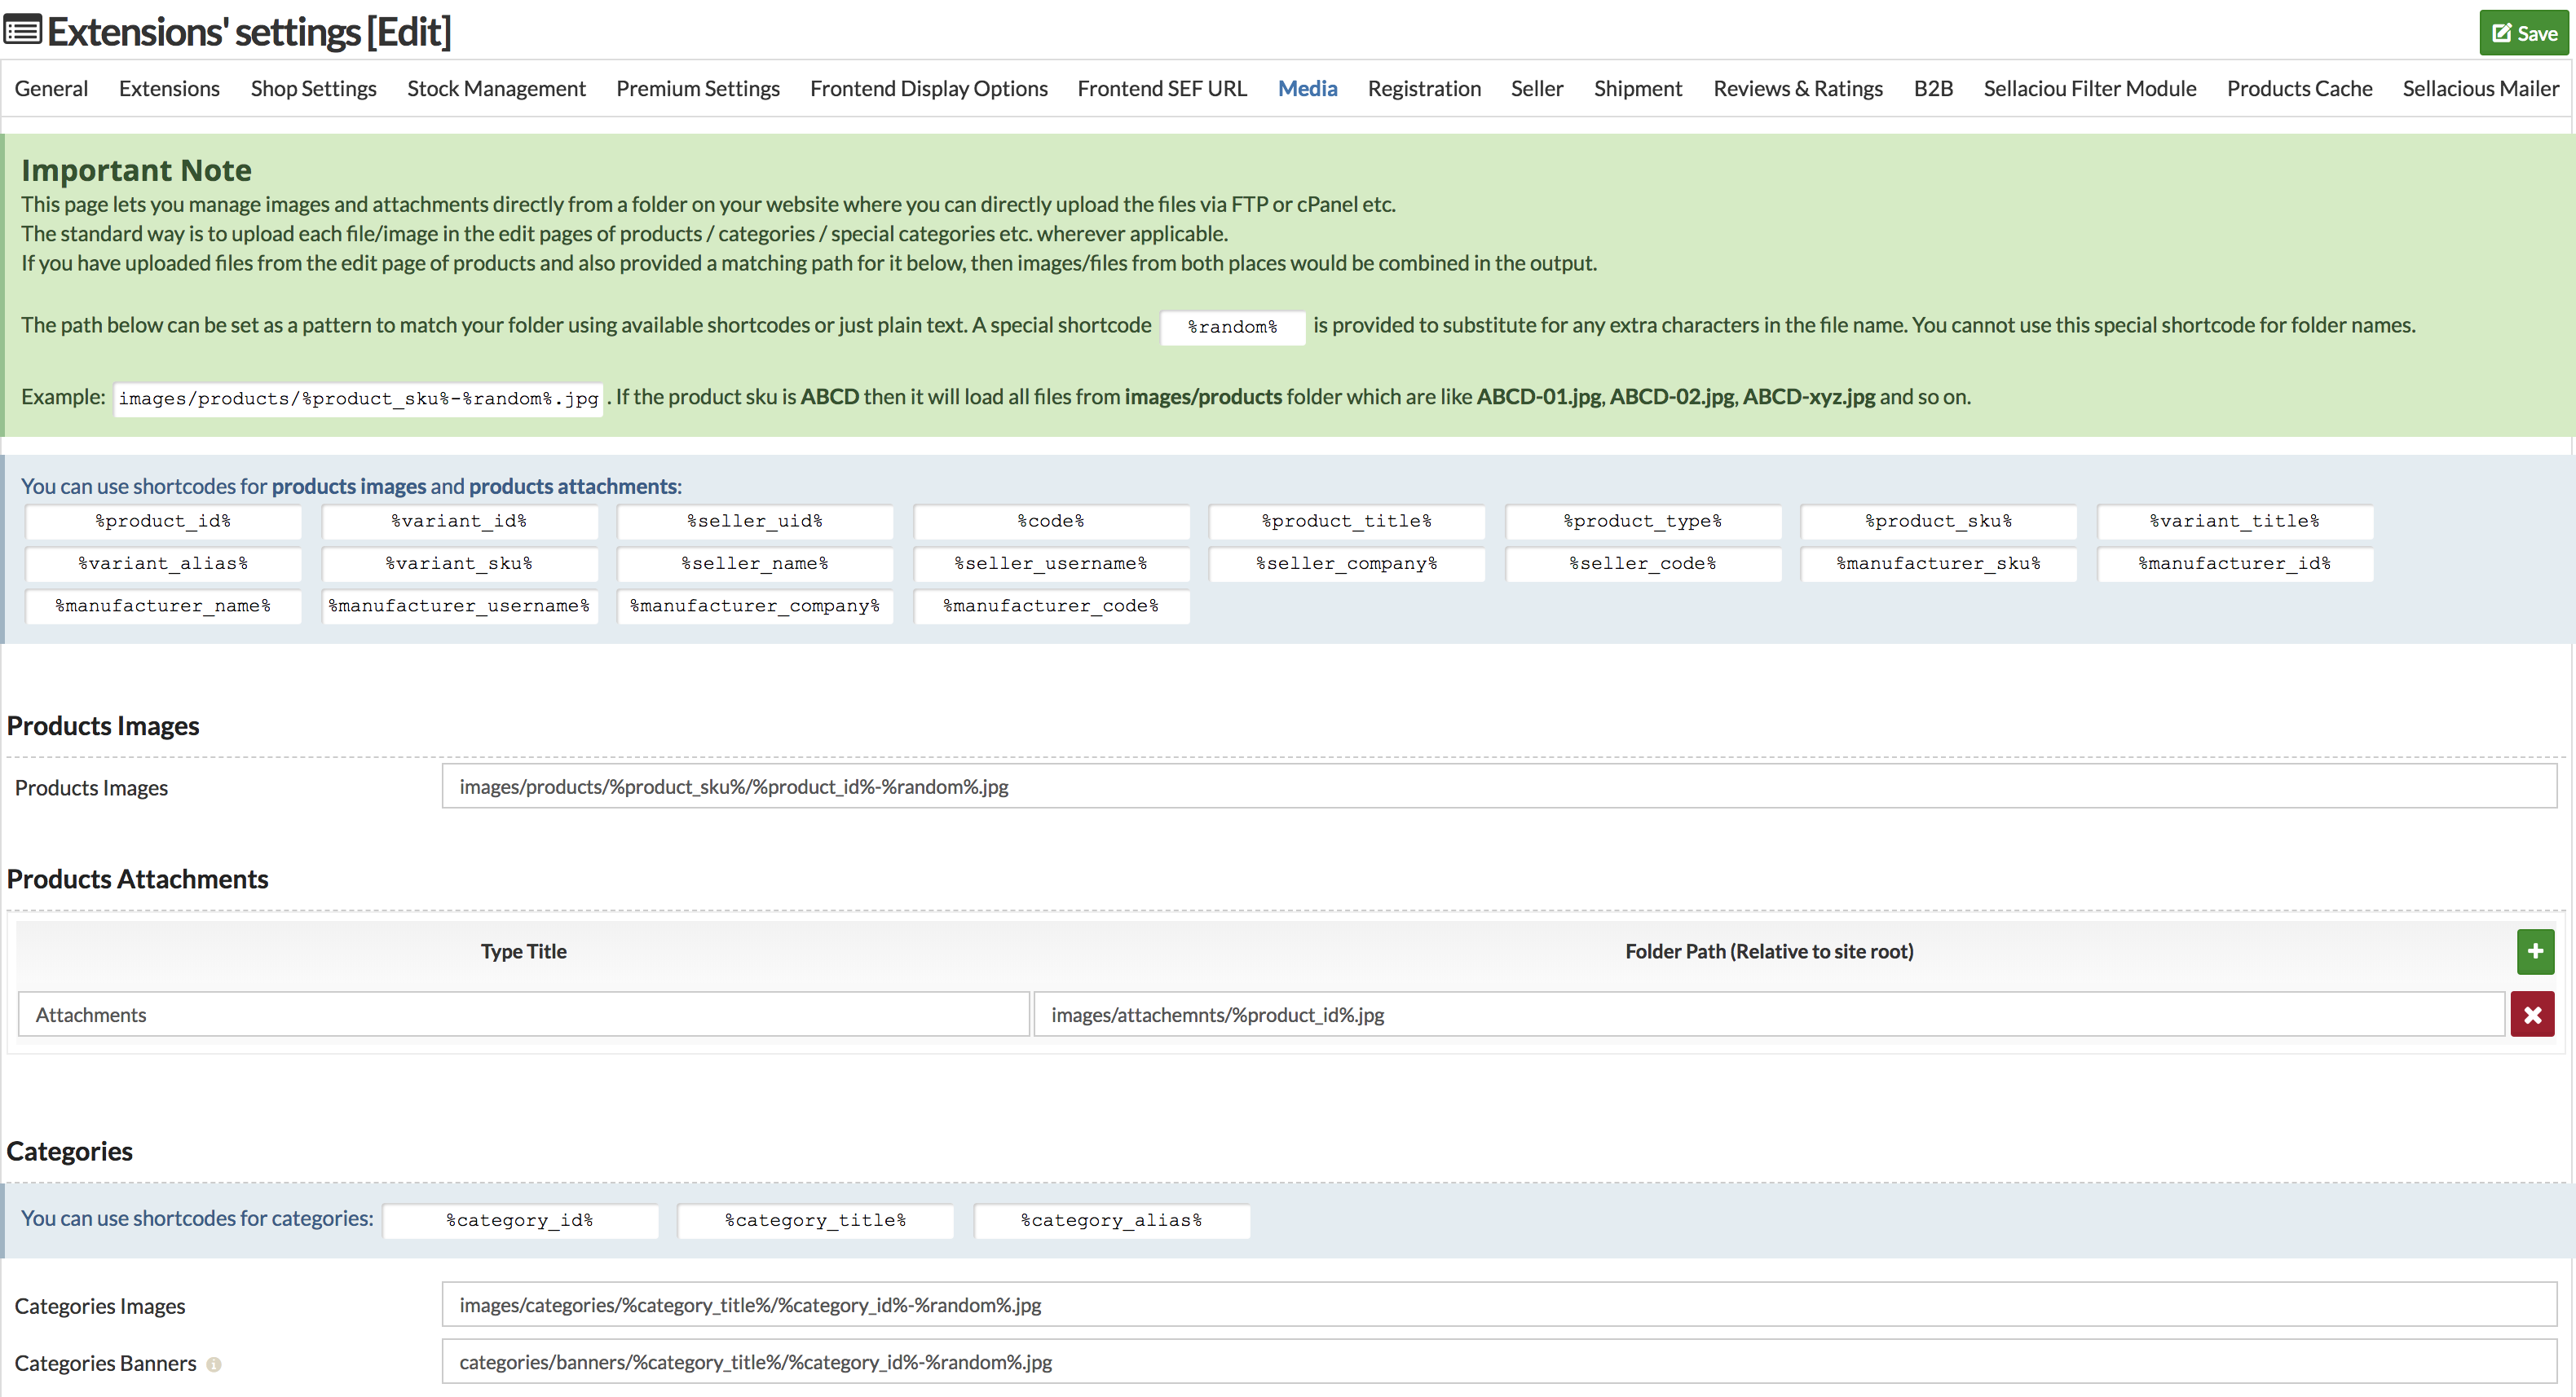 Extensions' settings [Edit]
Save
General Extensions Shop Settings Stock Management Premium Settings Frontend Display Options Frontend SEF URL Media Registration Seller Shipment Reviews & Ratings B2B Sellaciou Filter Module Products Cache Sellacious Mailer
Important Note
This page lets you manage images and attachments directly from a folder on your website where you can directly upload the files via FTP or cPanel etc.
The standard way is to upload each file/image in the edit pages of products / categories / special categories etc. wherever applicable.
If you have uploaded files from the edit page of products and also provided a matching path for it below, then images/files from both places would be combined in the output.
The path below can be set as a pattern to match your folder using available shortcodes or just plain text. A special shortcode %random% is provided to substitute for any extra characters in the file name. You cannot use this special shortcode for folder names.
Example: images/products/%product_sku%-%random%.jpg . If the product sku is ABCD then it will load all files from images/products folder which are like ABCD-01.jpg, ABCD-02.jpg, ABCD-xyz.jpg and so on.
You can use shortcodes for products images and products attachments:
%product_id% %variant_id% %seller_uid% %code% %product_title% %product_type% %product_sku% %variant_title%
%variant_alias% %variant_sku% %seller_name% %seller_username% %seller_company% %seller_code% %manufacturer_sku% %manufacturer_id%
%manufacturer_name% %manufacturer_username% %manufacturer_company% %manufacturer_code%
Products Images
Products Images images/products/%product_sku%/%product_id%-%random%.jpg
Products Attachments
Type Title Folder Path (Relative to site root)
Attachments images/attachemnts/%product_id%.jpg
Categories
You can use shortcodes for categories: %category_id% %category_title% %category_alias%
Categories Images images/categories/%category_title%/%category_id%-%random%.jpg
Categories Banners categories/banners/%category_title%/%category_id%-%random%.jpg